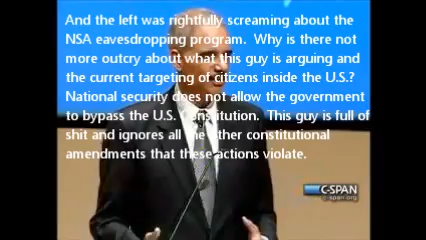 And the left was rightfully screaming about the
NSA eavesdropping program.  Why is there not
more outcry about what this guy is arguing and
the current targeting of citizens inside the U.S.?
National security does not allow the government
to bypass the U.S. Constitution.  This guy is full of
shit and ignores all the other constitutional
amendments that these actions violate.
C-SPAN
c-span.org